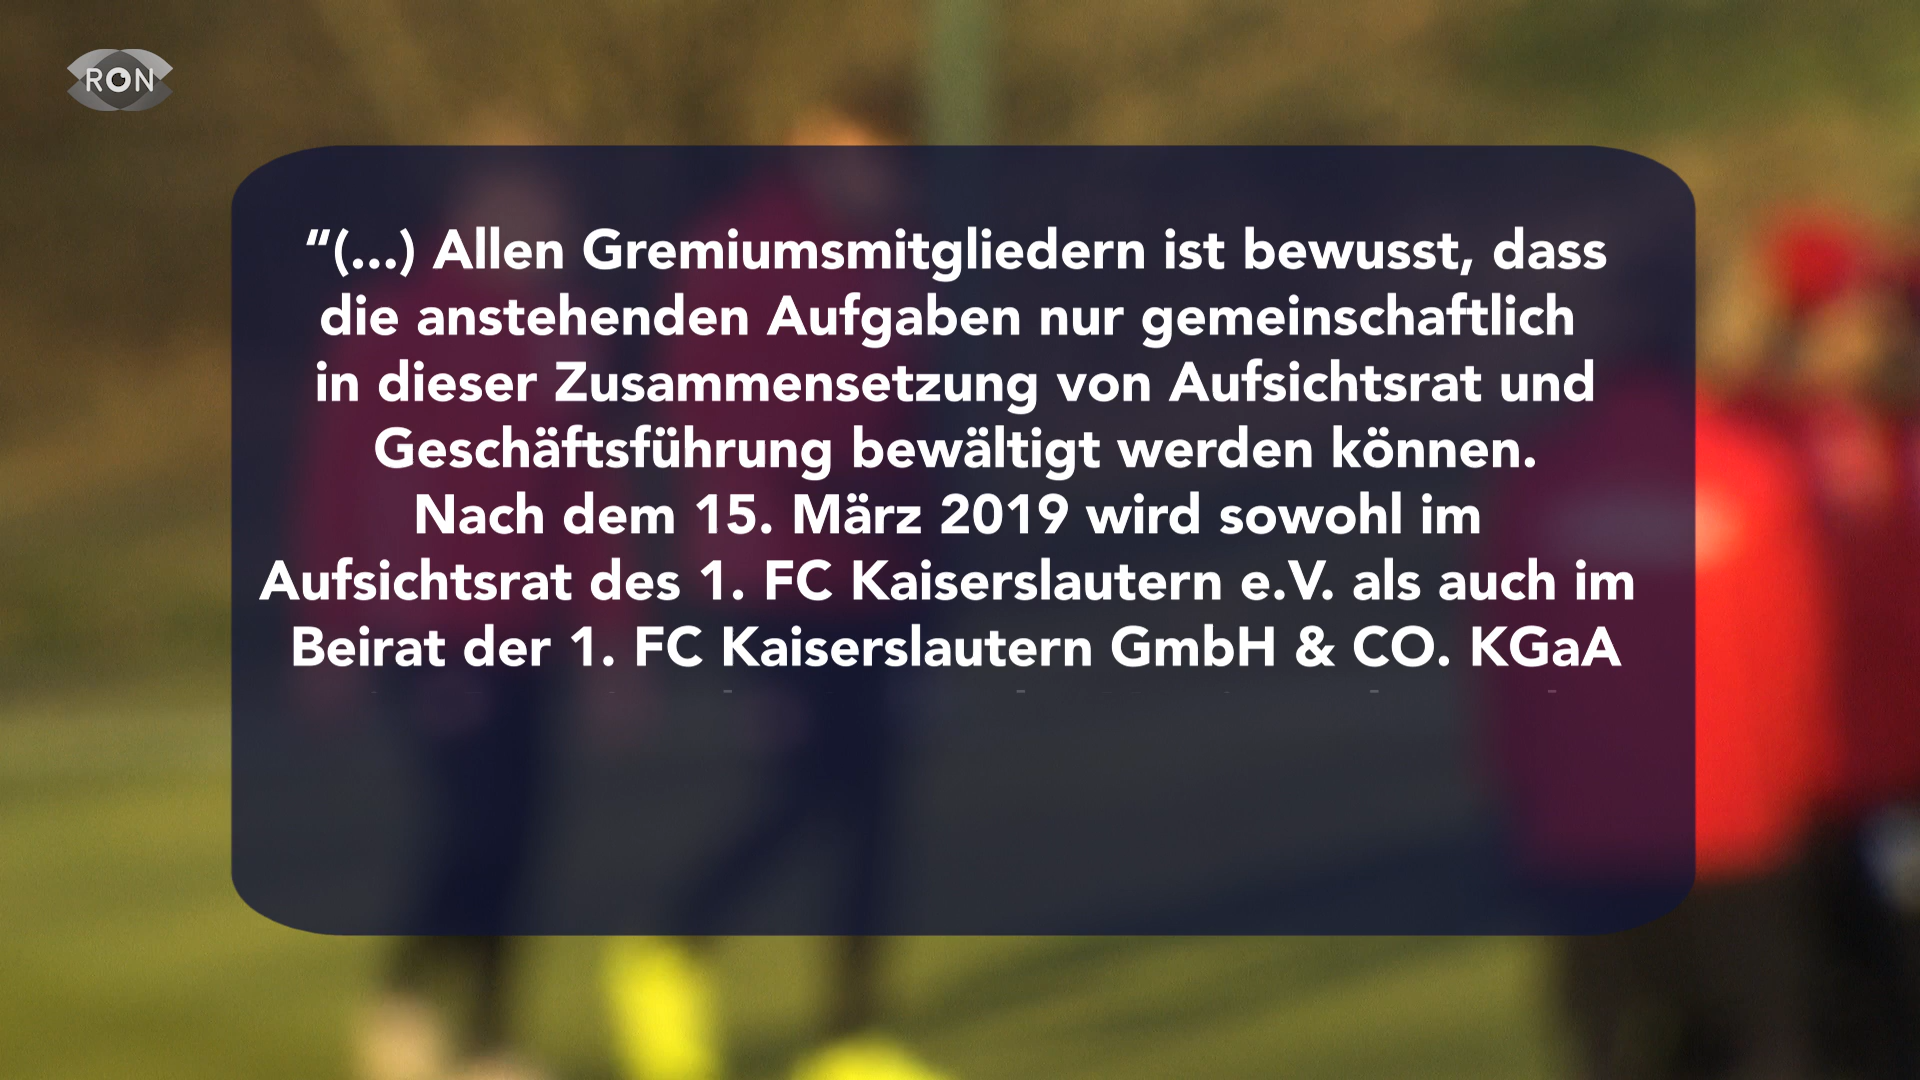 RON
“(...) Allen Gremiumsmitgliedern ist bewusst, dass
die anstehenden Aufgaben nur gemeinschaftlich
in dieser Zusammensetzung von Aufsichtsrat und
Geschäftsführung bewältigt werden können.
Nach dem 15. März 2019 wird sowohl im
Aufsichtsrat des 1. FC Kaiserslautern e.V. als auch im
Beirat der 1. FC Kaiserslautern GmbH & CO. KGaA